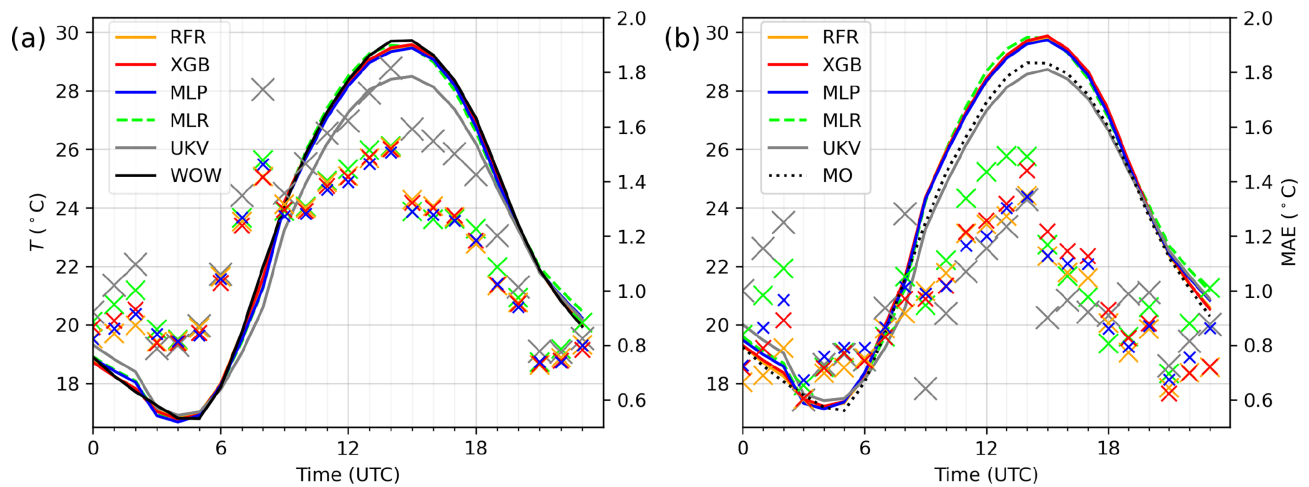 (a)
30
28
26
24
22
20
18
T (°C)
RFR
XGB
MLP
MLR
UKV
WOW
0
6
12
18
Time (UTC)
2.0
1.8
1.6
1.4
1.2
1.0
0.8
0.6
(b)
30
28
26
24
22
20
18
RFR
XGB
MLP
MLR
UKV
MO
0
6
12
18
Time (UTC)
2.0
1.8
1.6
1.4
1.2
1.0
0.8
0.6
MAE (°C)